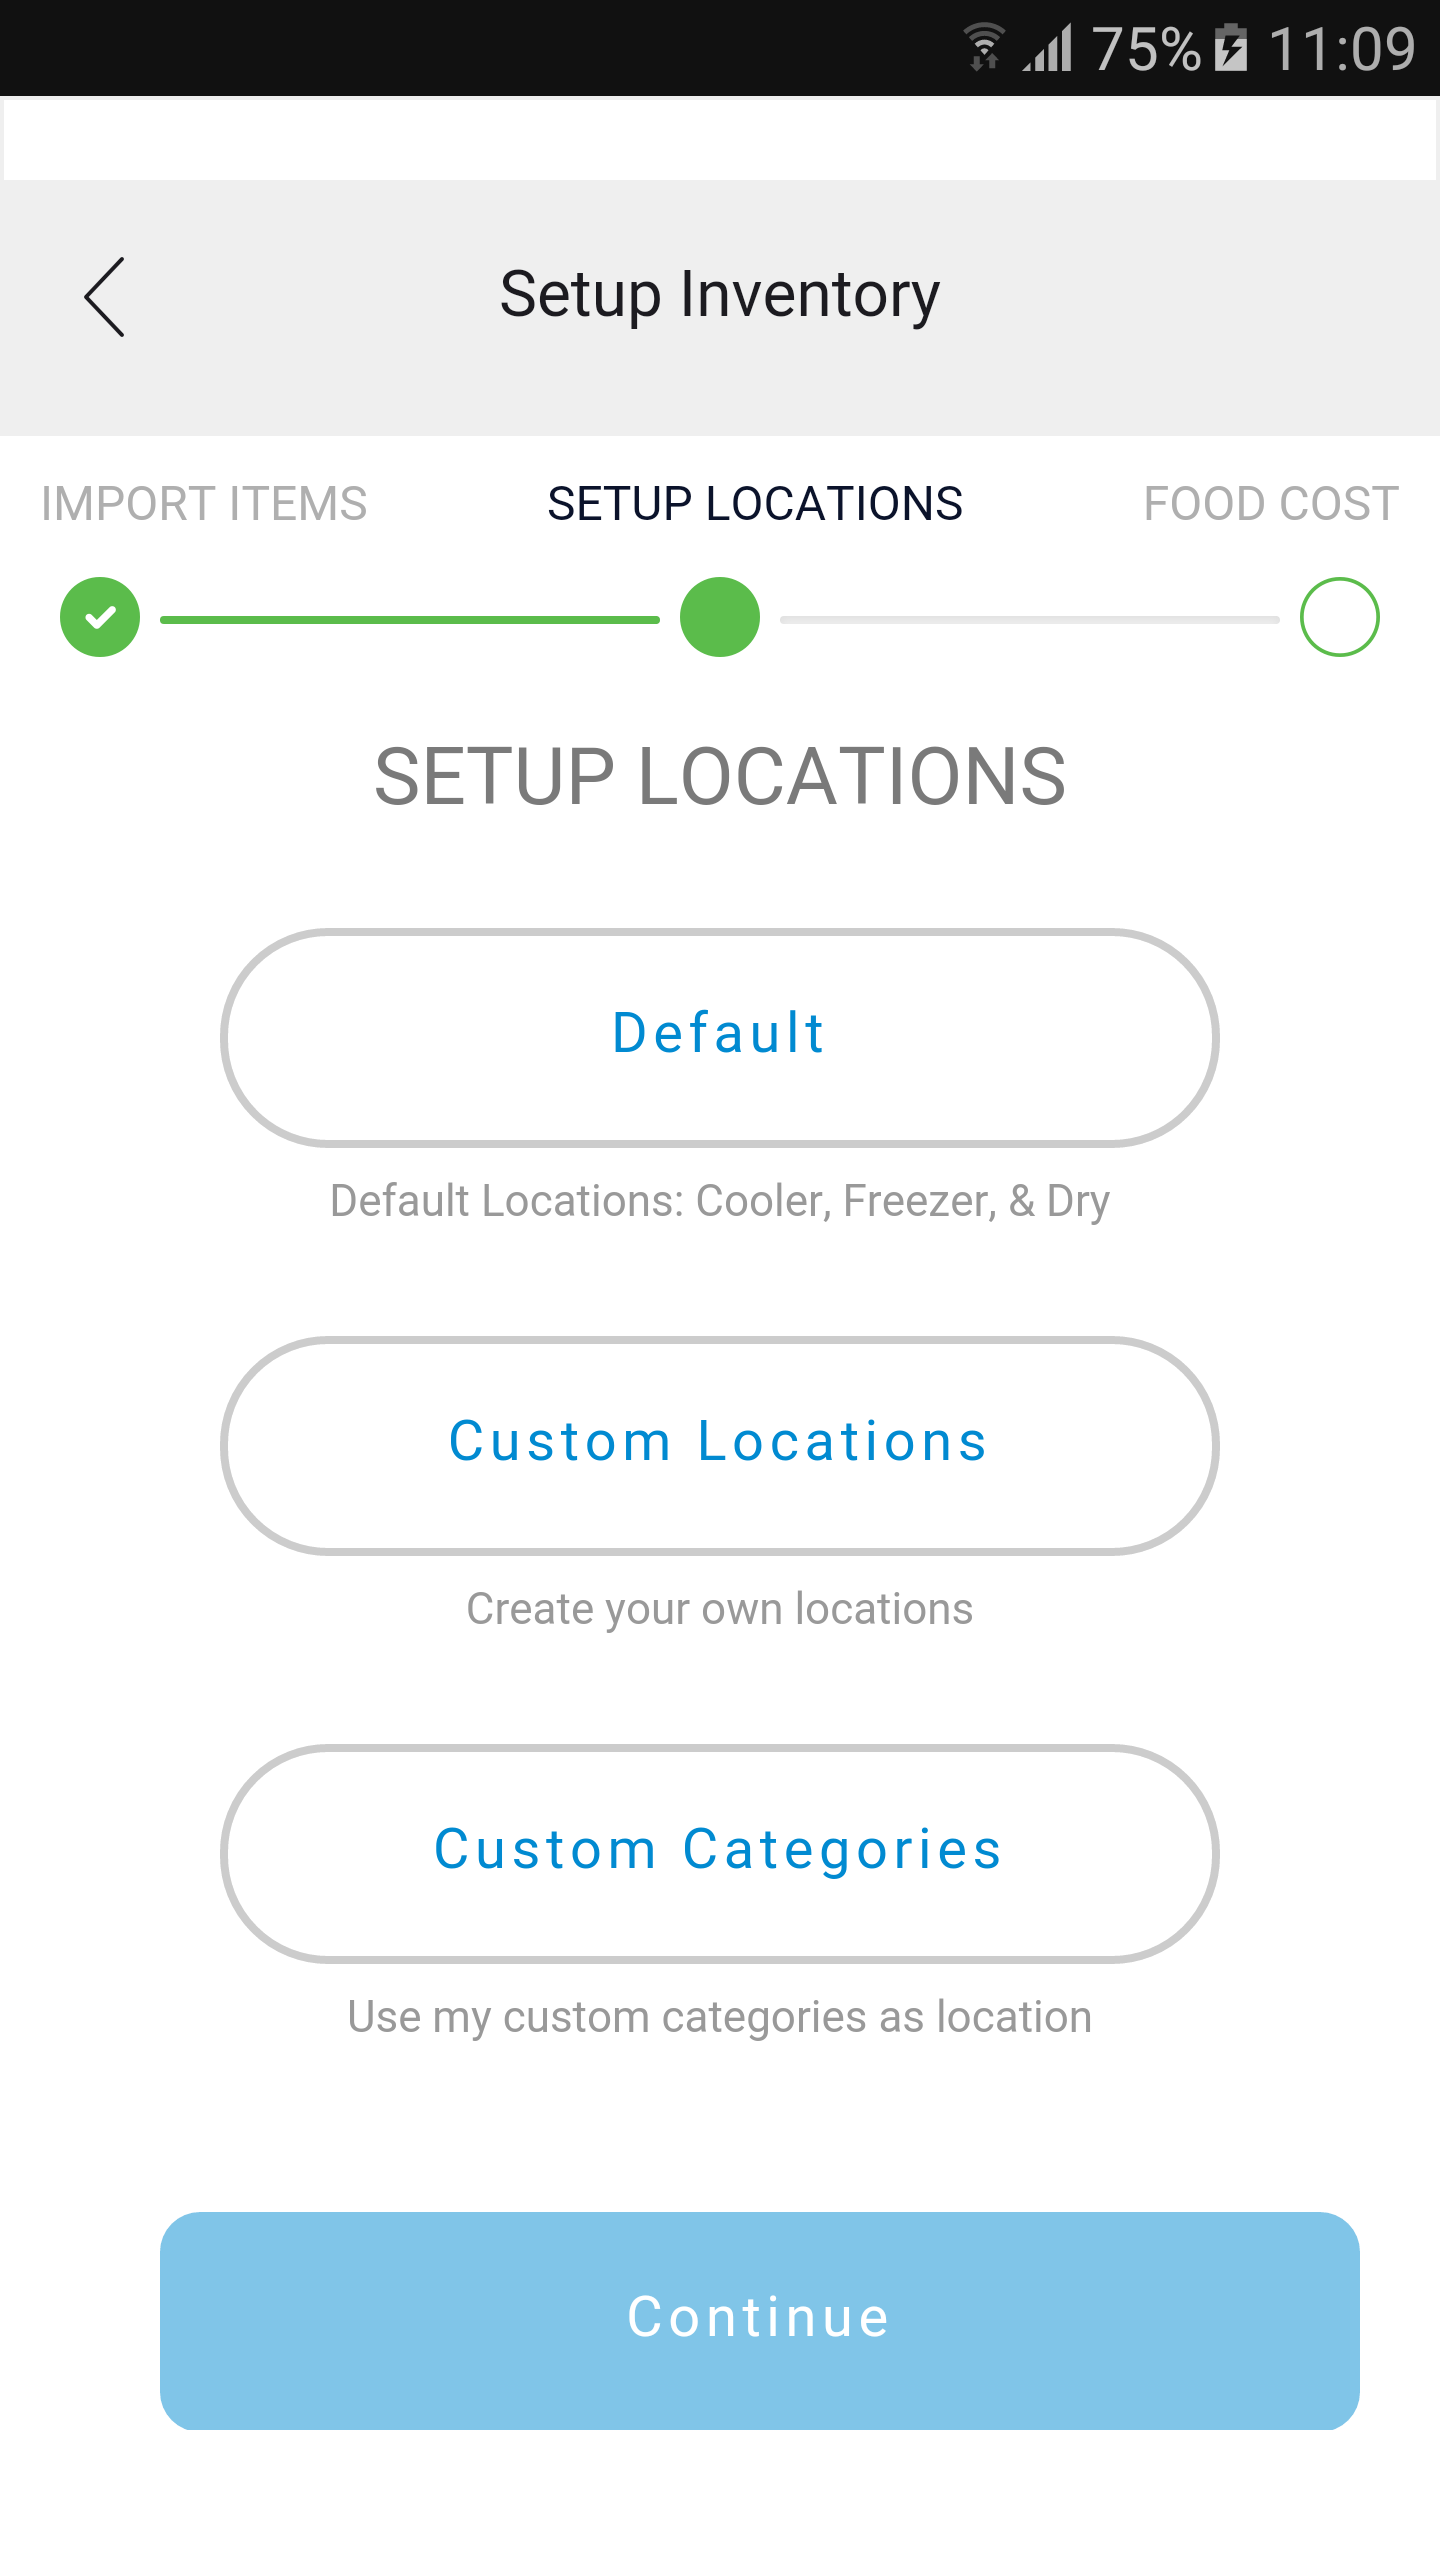 75% 11:09
Setup Inventory
IMPORT ITEMS SETUP LOCATIONS FOOD COST
SETUP LOCATIONS
Default
Default Locations: Cooler, Freezer, & Dry
Custom Locations
Create your own locations
Custom Categories
Use my custom categories as location
Continue